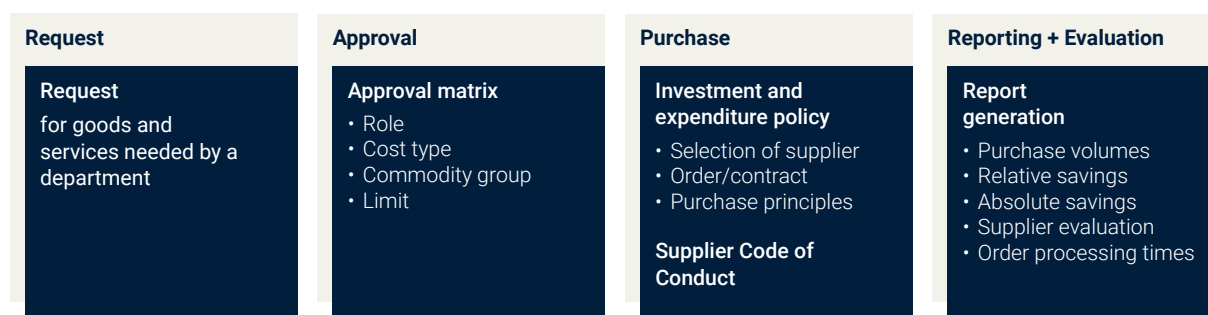 Request
Request
for goods and
services needed by a
department
Approval
Approval matrix
• Role
• Cost type
• Commodity group
• Limit
Purchase
Investment and
expenditure policy
• Selection of supplier
• Order/contract
• Purchase principles
Supplier Code of
Conduct
Reporting + Evaluation
Report
generation
• Purchase volumes
• Relative savings
• Absolute savings
• Supplier evaluation
• Order processing times